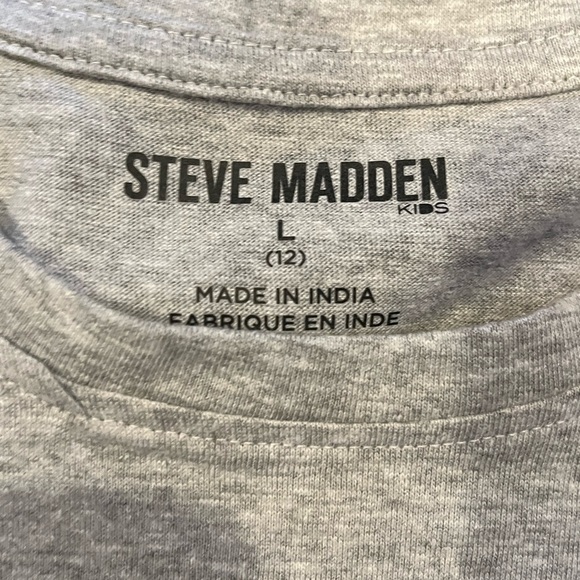 STEVE MADDEN
KIDS
L
(12)
MADE IN INDIA
FABRIQUE EN INDE